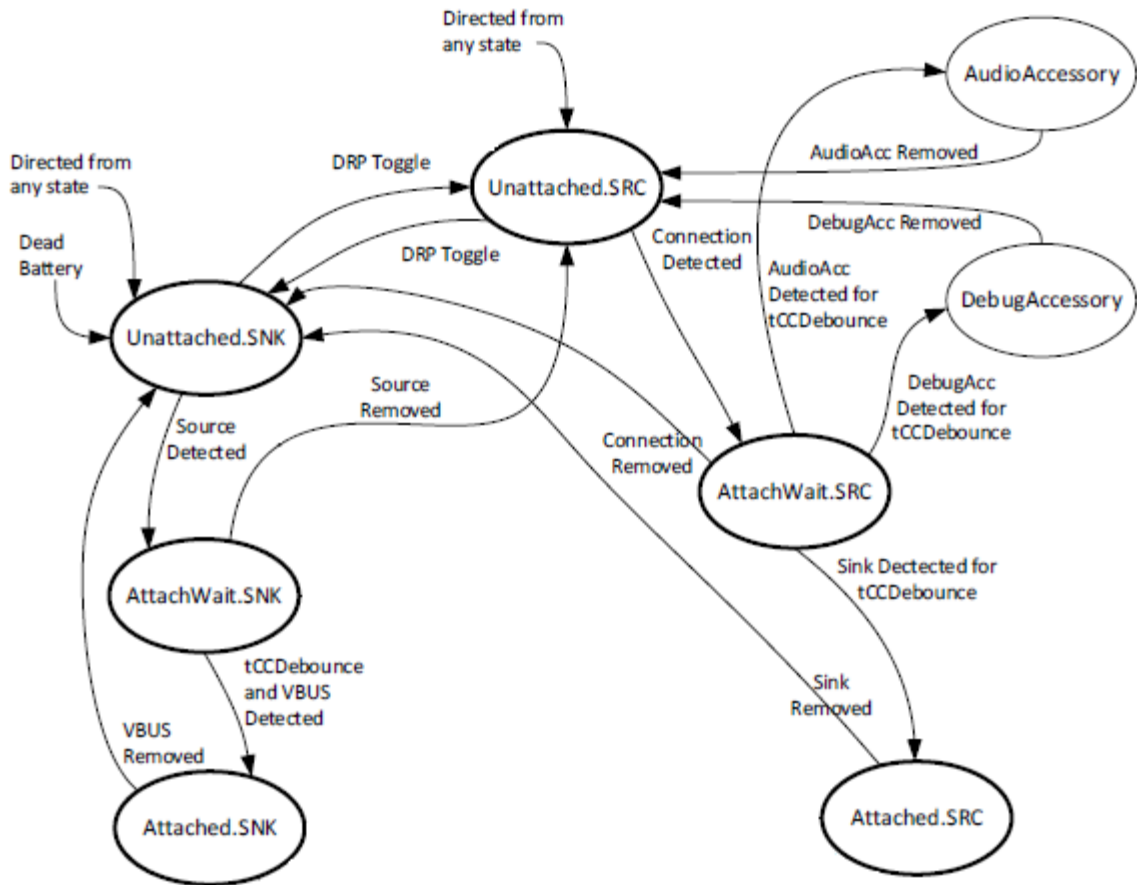 Directed from
any state
AudioAccessory
AudioAcc Removed
Directed from
any state
DRP Toggle
Unattached.SRC
DebugAcc Removed
Dead
Battery
DRP Toggle
Connection
Detected
AudioAcc
Detected for
tCCDebounce
DebugAccessory
Unattached.SNK
Source
Removed
DebugAcc
Detected for
tCCDebounce
Source
Detected
Connection
Removed
AttachWait.SRC
AttachWait.SNK
Sink Dectected for
tCCDebounce
tCCDebounce
and VBUS
Detected
Sink
Removed
VBUS
Removed
Attached.SNK
Attached.SRC